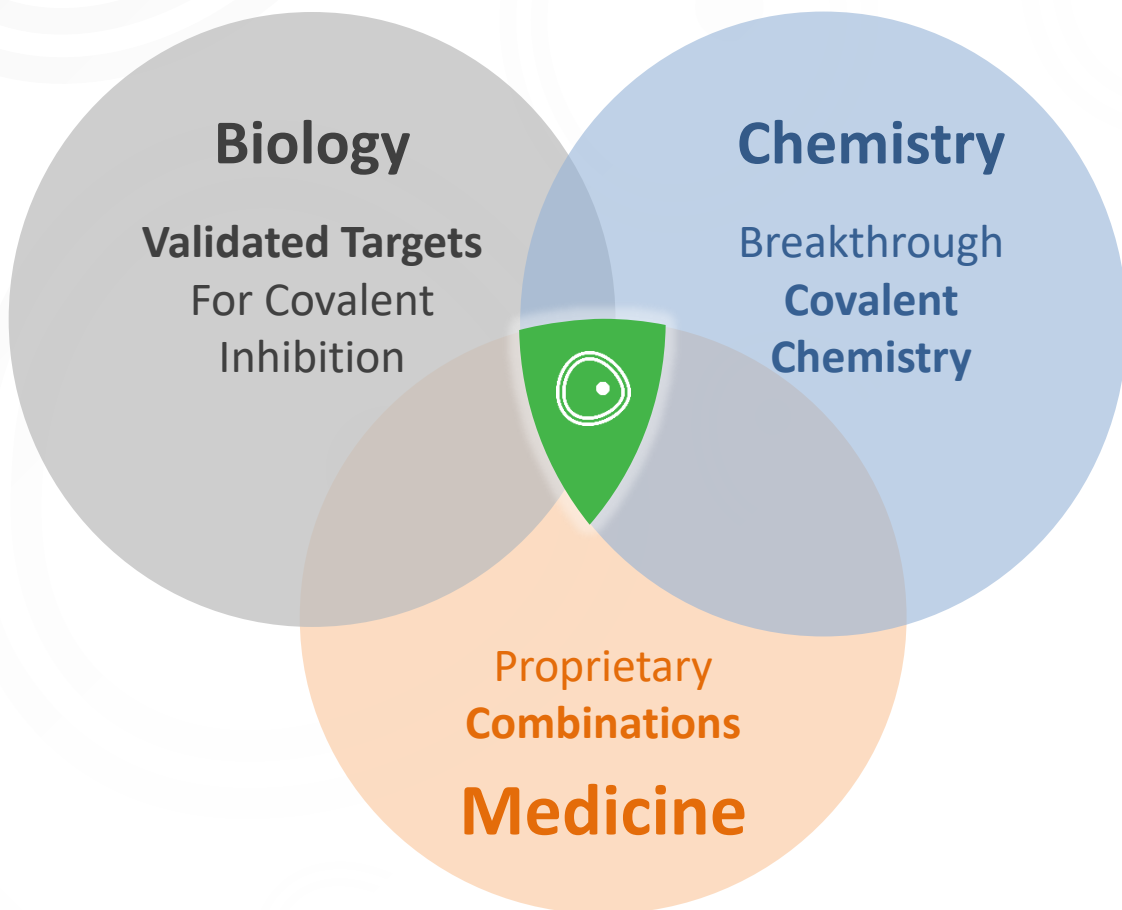 Biology
Validated Targets
For Covalent
Inhibition
Chemistry
Breakthrough
Covalent
Chemistry
Proprietary
Combinations
Medicine